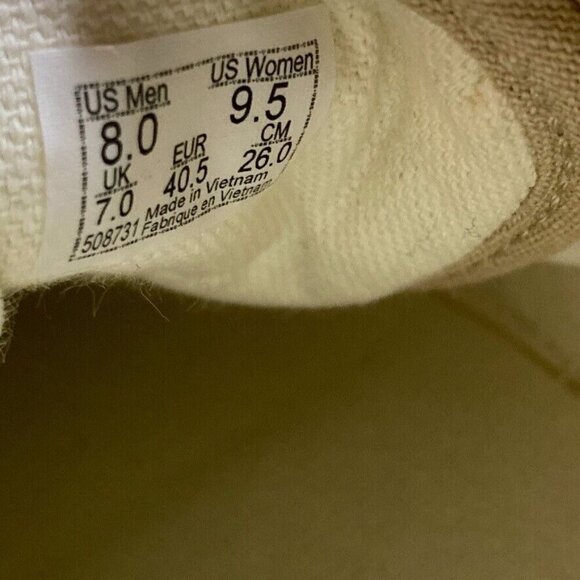 US Men US Women
8.0 9.5
UK EUR CM
7.0 40.5 26.0
508731 Made in Vietnam
Fabrique en Vietnam